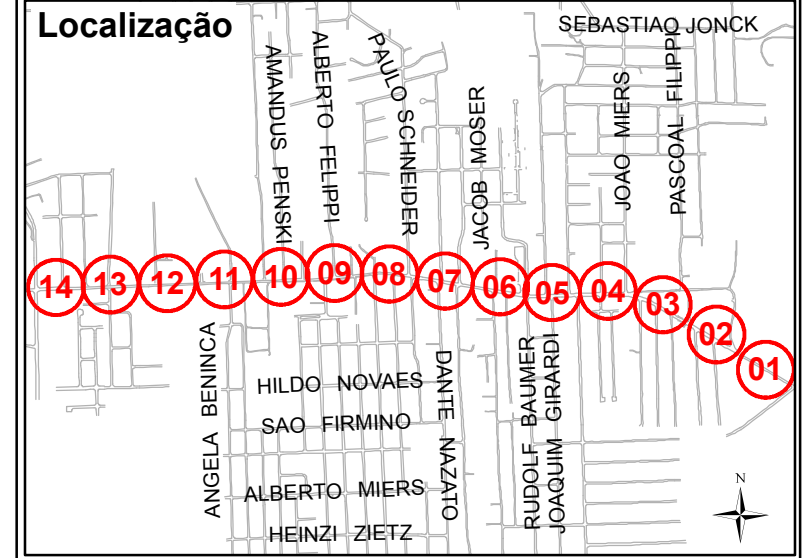 Localização
SEBASTIAO JONCK
AMANDUS PENSKI
ALBERTO FELIPPI
PAULO SCHNEIDER
JACOB MOSER
JOAO MIERS
PASCOAL FILIPPI
14
13
12
11
10
09
08
07
06
05
04
03
02
01
ANGELA BENINCA
HILDO NOVAES
SAO FIRMINO
ALBERTO MIERS
HEINZI ZIETZ
DANTE NAZATO
RUDOLF BAUMER
JOAQUIM GIRARDI
N